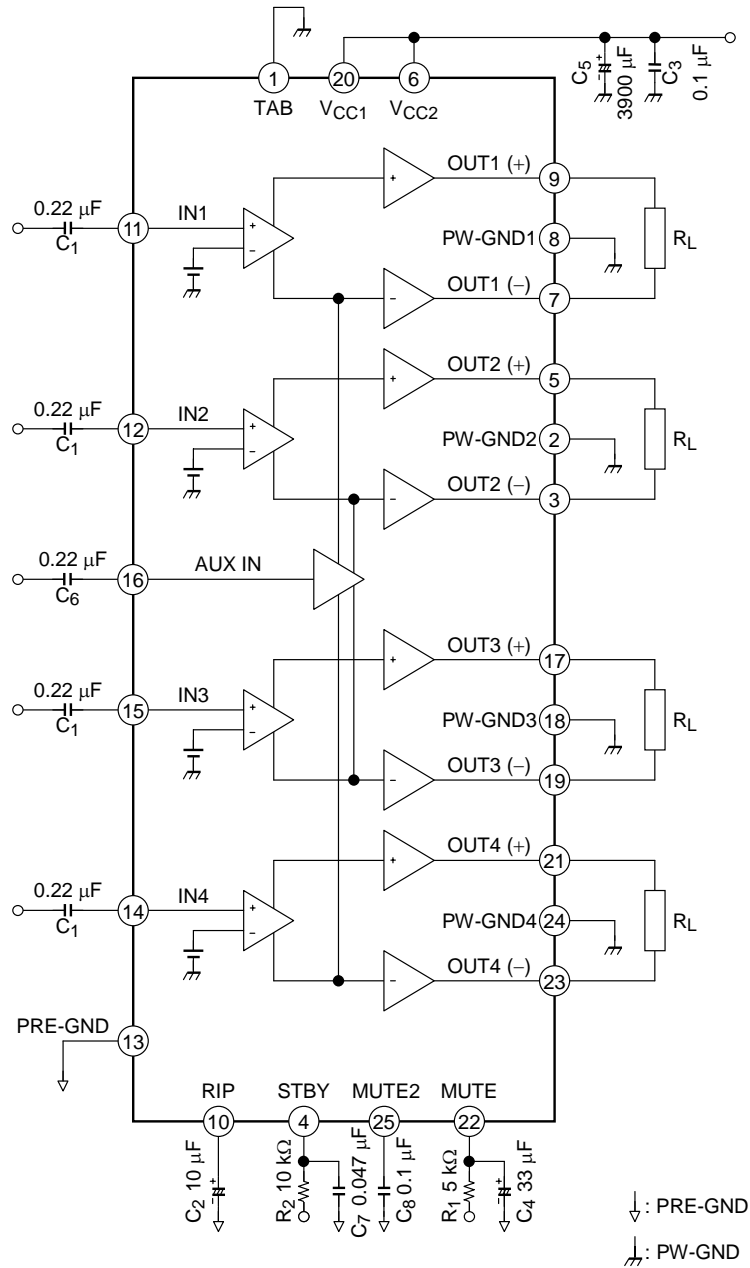 1
20
6
TAB
VCC1
VCC2
C5
3900 µF
C3
0.1 µF
0.22 µF
C1
11
IN1
+
−
+
−
OUT1 (+)
9
PW-GND1
8
OUT1 (−)
7
RL
0.22 µF
C1
12
IN2
+
−
+
−
OUT2 (+)
5
PW-GND2
2
OUT2 (−)
3
RL
0.22 µF
C6
16
AUX IN
0.22 µF
C1
15
IN3
+
−
+
−
OUT3 (+)
17
PW-GND3
18
OUT3 (−)
19
RL
0.22 µF
C1
14
IN4
+
−
+
−
OUT4 (+)
21
PW-GND4
24
OUT4 (−)
23
RL
PRE-GND
13
RIP
STBY
MUTE2
MUTE
10
4
25
22
C2 10 µF
R2 10 kΩ
C7 0.047 µF
C8 0.1 µF
R1 5 kΩ
C4 33 µF
: PRE-GND
: PW-GND